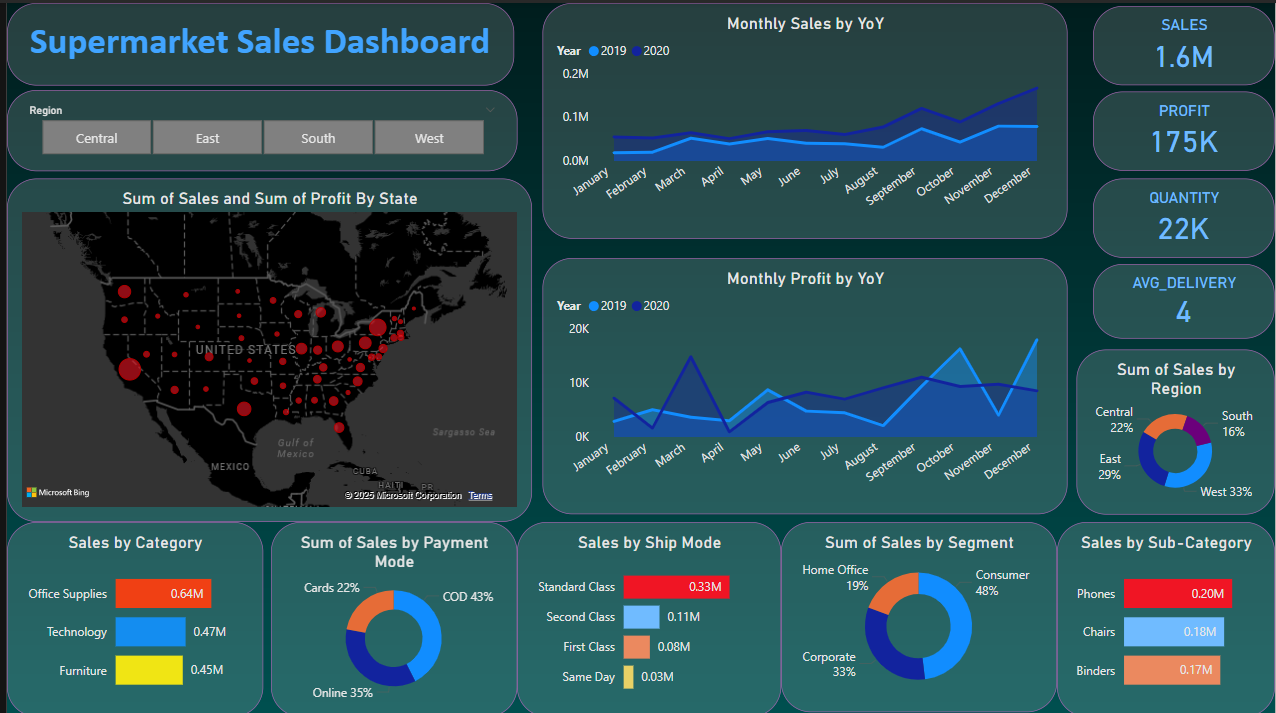 Supermarket Sales Dashboard
Region
Central East South West
Sum of Sales and Sum of Profit By State
UNITED STATES
MEXICO
Gulf of
Mexico
Sargasso Sea
CUBA
HAITI
PR
Microsoft Bing
© 2025 Microsoft Corporation Terms
Monthly Sales by YoY
Year 2019 2020
0.2M
0.1M
0.0M
January February March April May June July August September October November December
Monthly Profit by YoY
Year 2019 2020
20K
10K
0K
January February March April May June July August September October November December
SALES
1.6M
PROFIT
175K
QUANTITY
22K
AVG_DELIVERY
4
Sum of Sales by
Region
Central
22%
South
16%
East
29%
West 33%
Sales by Category
Office Supplies 0.64M
Technology 0.47M
Furniture 0.45M
Sum of Sales by Payment
Mode
Cards 22%
COD 43%
Online 35%
Sales by Ship Mode
Standard Class 0.33M
Second Class 0.11M
First Class 0.08M
Same Day 0.03M
Sum of Sales by Segment
Home Office
19%
Consumer
48%
Corporate
33%
Sales by Sub-Category
Phones 0.20M
Chairs 0.18M
Binders 0.17M